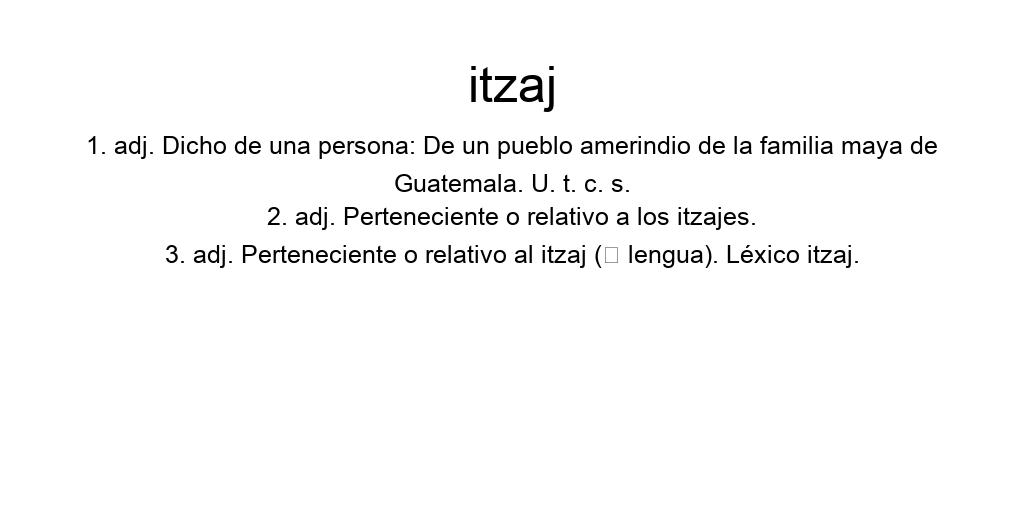 itzaj
1. adj. Dicho de una persona: De un pueblo amerindio de la familia maya de
Guatemala. U. t. c. s.
2. adj. Perteneciente o relativo a los itzajes.
3. adj. Perteneciente o relativo al itzaj (□ lengua). Léxico itzaj.